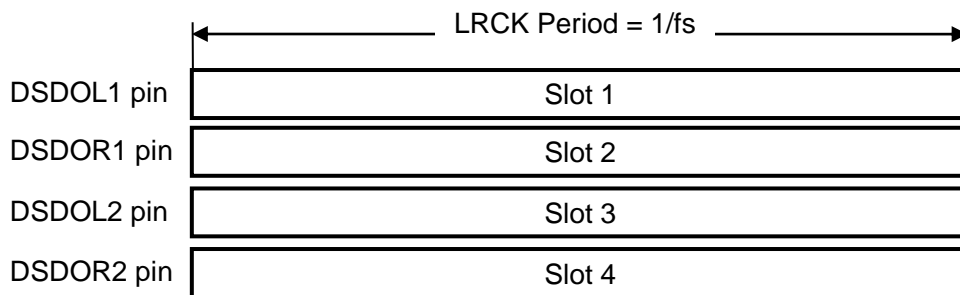 LRCK Period = 1/fs
DSDOL1 pin Slot 1
DSDOR1 pin Slot 2
DSDOL2 pin Slot 3
DSDOR2 pin Slot 4